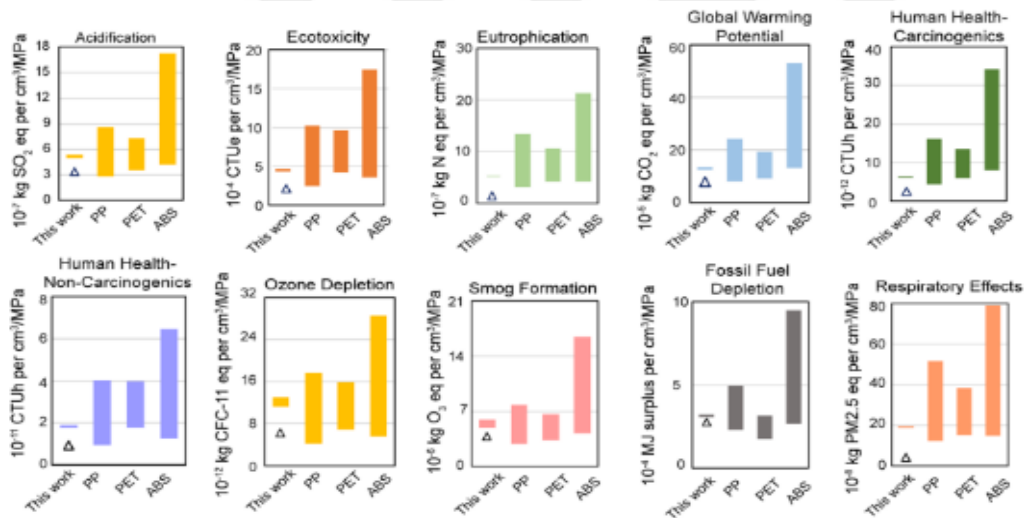 Acidification
10⁻⁷ kg SO₂ eq per cm³/MPa
18
15
12
9
6
3
0
This work
PP
PET
ABS
Ecotoxicity
10⁻⁴ CTUe per cm³/MPa
20
15
10
5
0
This work
PP
PET
ABS
Eutrophication
10⁻⁷ kg N eq per cm³/MPa
30
20
10
0
This work
PP
PET
ABS
Global Warming
Potential
10⁻⁵ kg CO₂ eq per cm³/MPa
60
40
20
0
This work
PP
PET
ABS
Human Health-
Carcinogenics
10⁻¹² CTUh per cm³/MPa
40
30
20
10
0
This work
PP
PET
ABS
Human Health-
Non-Carcinogenics
10⁻¹¹ CTUh per cm³/MPa
8
6
4
2
0
This work
PP
PET
ABS
Ozone Depletion
10⁻¹² kg CFC-11 eq per cm³/MPa
32
24
16
8
0
This work
PP
PET
ABS
Smog Formation
10⁻⁶ kg O₃ eq per cm³/MPa
21
14
7
0
This work
PP
PET
ABS
Fossil Fuel
Depletion
10⁻⁴ MJ surplus per cm³/MPa
10
5
0
This work
PP
PET
ABS
Respiratory Effects
10⁻⁸ kg PM2.5 eq per cm³/MPa
80
60
40
20
0
This work
PP
PET
ABS